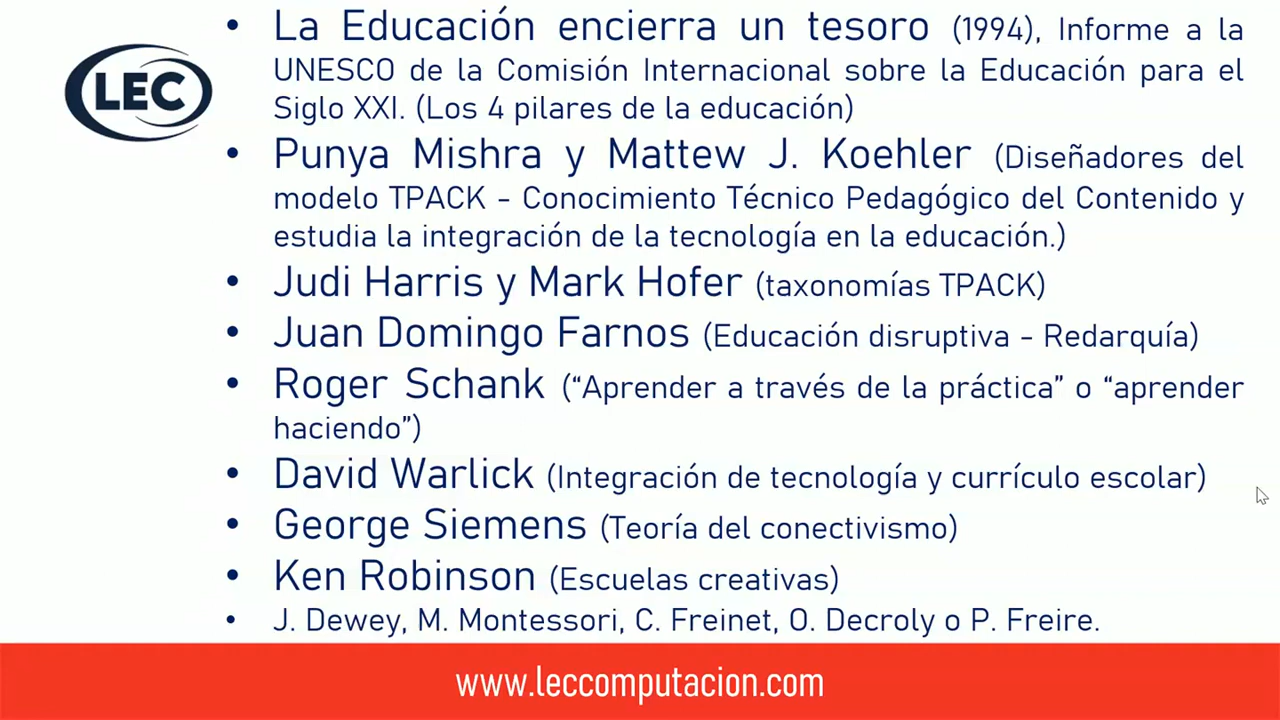 LEC
• La Educación encierra un tesoro (1994), Informe a la
UNESCO de la Comisión Internacional sobre la Educación para el
Siglo XXI. (Los 4 pilares de la educación)
• Punya Mishra y Mattew J. Koehler (Diseñadores del
modelo TPACK - Conocimiento Técnico Pedagógico del Contenido y
estudia la integración de la tecnología en la educación.)
• Judi Harris y Mark Hofer (taxonomías TPACK)
• Juan Domingo Farnos (Educación disruptiva - Redarquía)
• Roger Schank (“Aprender a través de la práctica” o “aprender
haciendo”)
• David Warlick (Integración de tecnología y currículo escolar)
• George Siemens (Teoría del conectivismo)
• Ken Robinson (Escuelas creativas)
• J. Dewey, M. Montessori, C. Freinet, O. Decroly o P. Freire.
www.leccomputacion.com